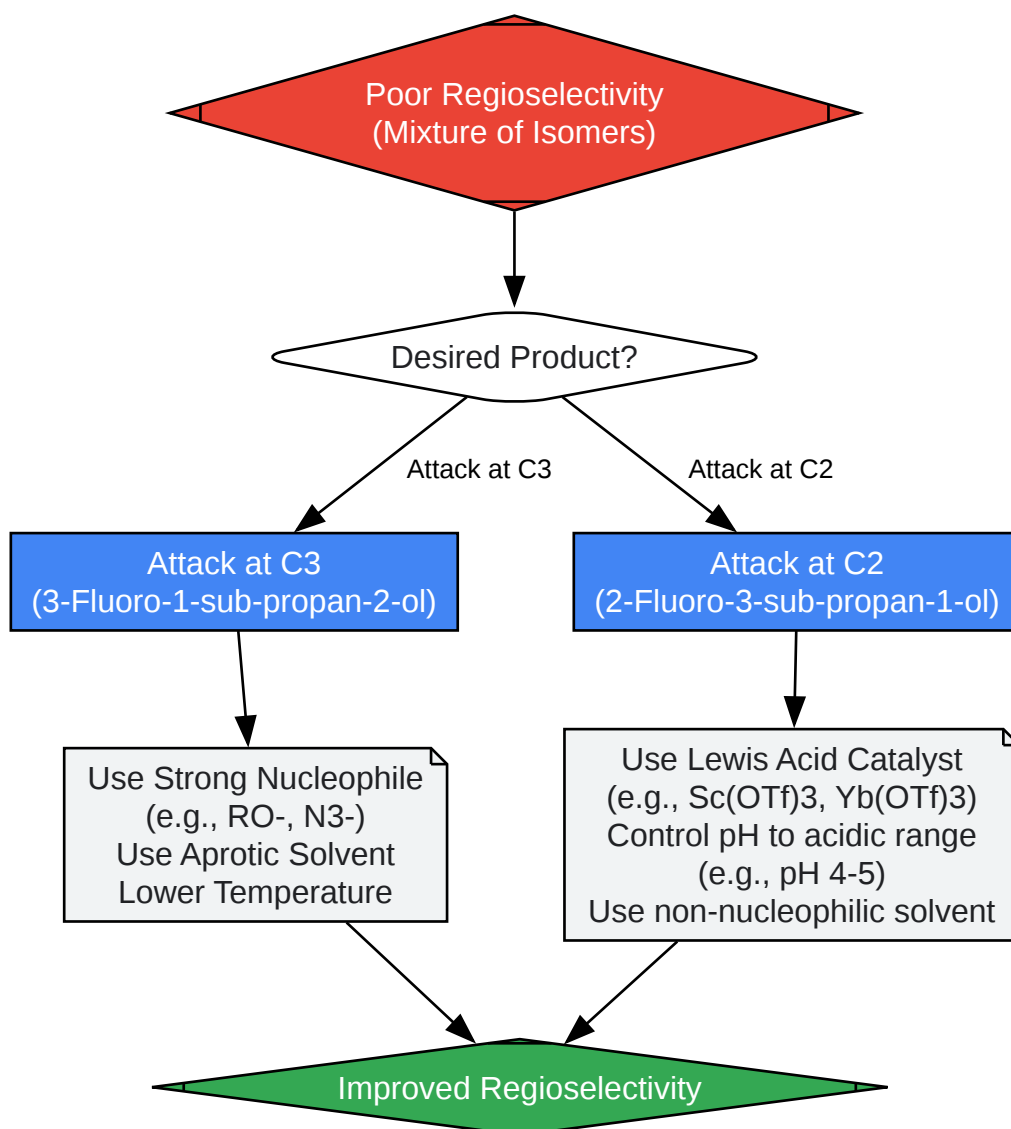 Poor Regioselectivity
(Mixture of Isomers)
Desired Product?
Attack at C3
Attack at C2
Attack at C3
(3-Fluoro-1-sub-propan-2-ol)
Attack at C2
(2-Fluoro-3-sub-propan-1-ol)
Use Strong Nucleophile
(e.g., RO-, N3-)
Use Aprotic Solvent
Lower Temperature
Use Lewis Acid Catalyst
(e.g., Sc(OTf)3, Yb(OTf)3)
Control pH to acidic range
(e.g., pH 4-5)
Use non-nucleophilic solvent
Improved Regioselectivity